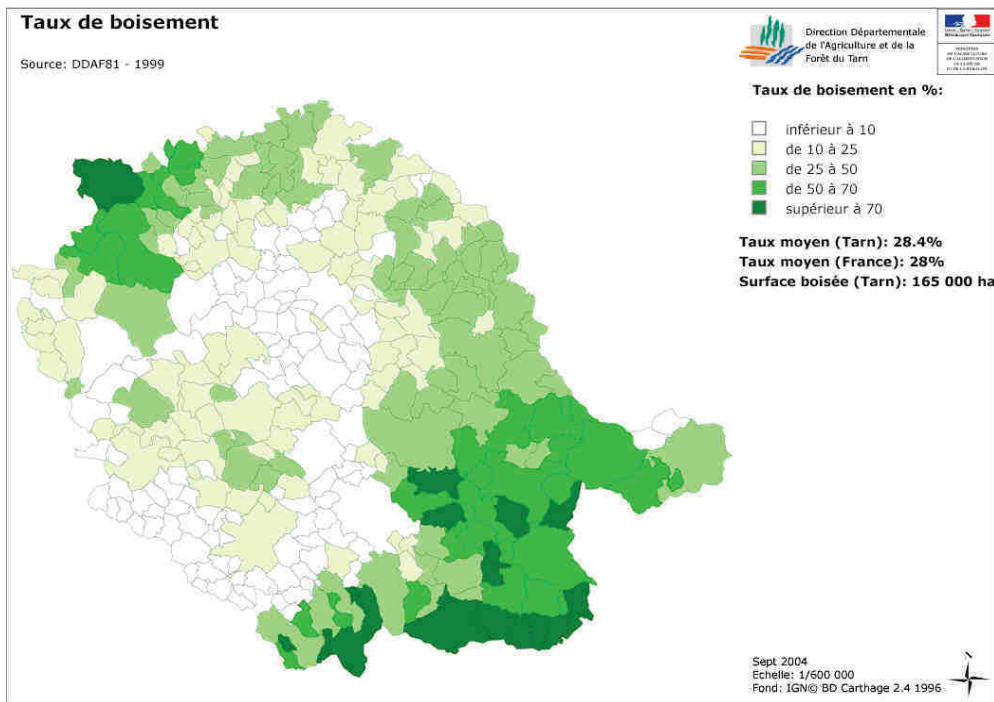 Taux de boisement
Source: DDAF81 - 1999
Direction Départementale
de l'Agriculture et de la
Forêt du Tarn
Taux de boisement en %:
inférieur à 10
de 10 à 25
de 25 à 50
de 50 à 70
supérieur à 70
Taux moyen (Tarn): 28.4%
Taux moyen (France): 28%
Surface boisée (Tarn): 165 000 ha
Sept 2004
Echelle: 1/600 000
Fond: IGN© BD Carthage 2.4 1996
N